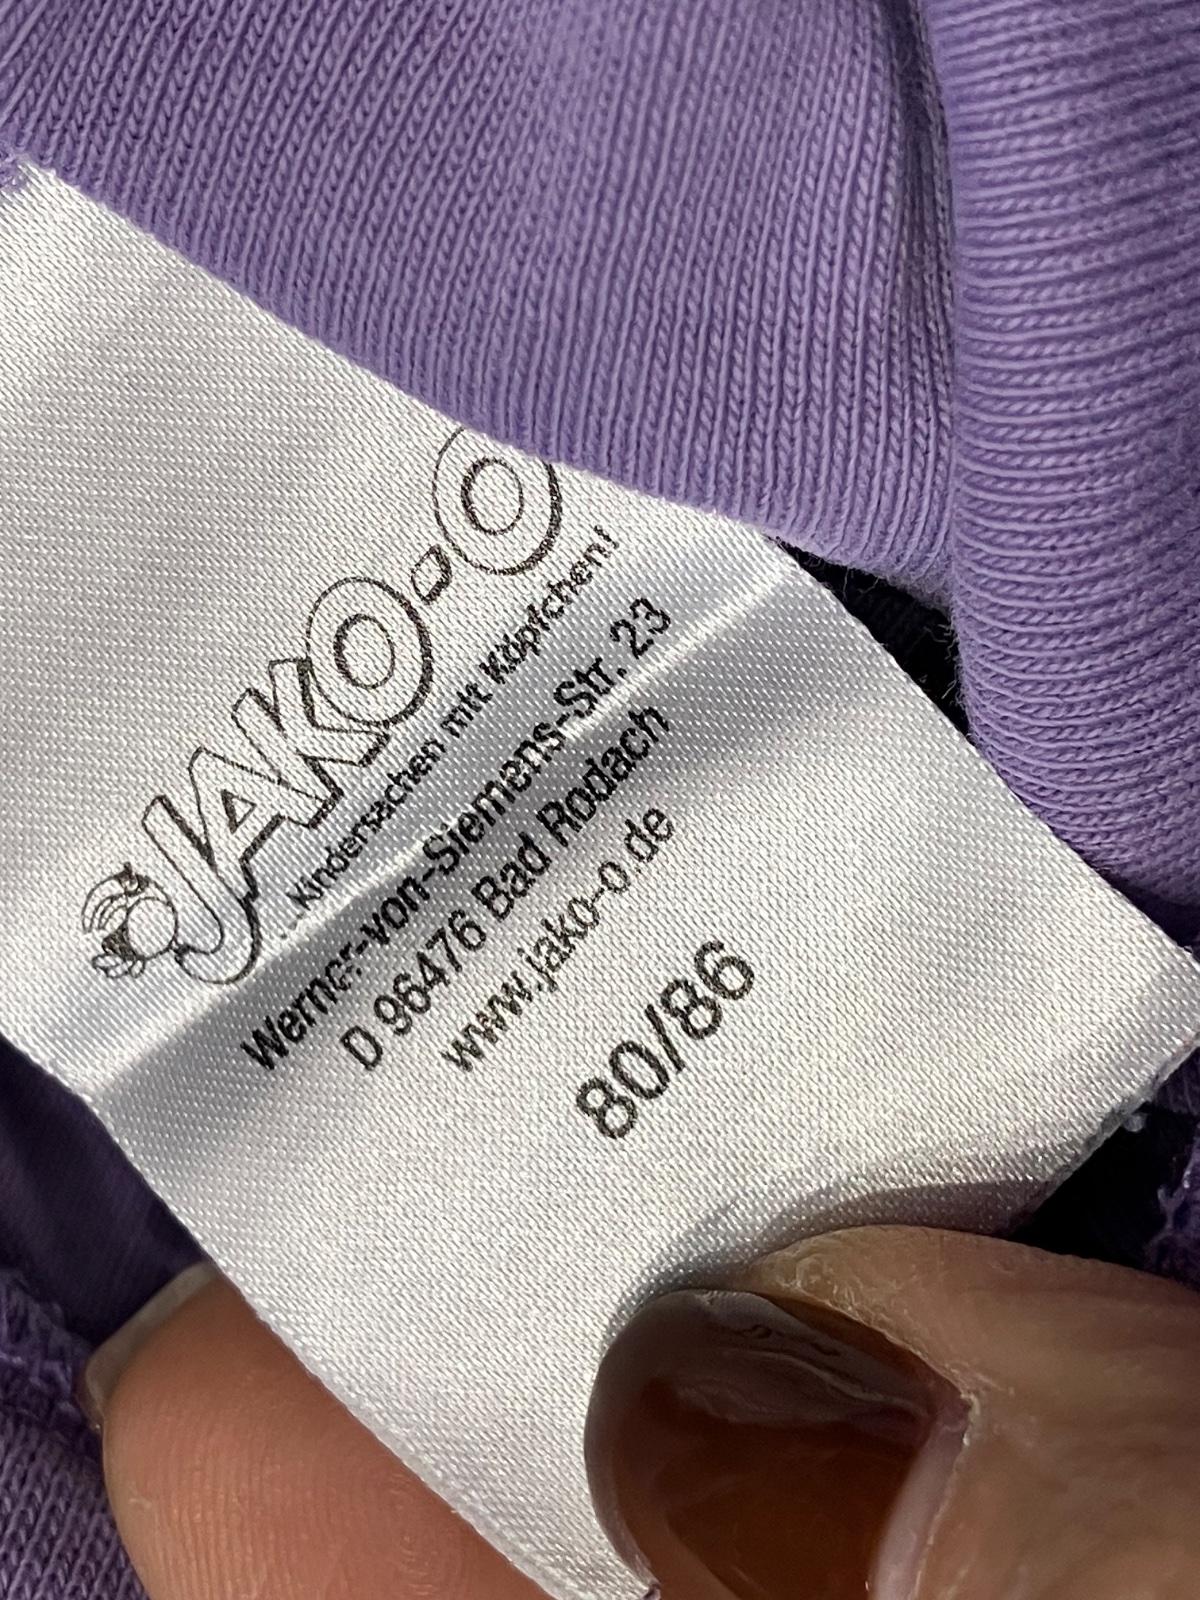 JAKO-O
...Kindersachen mit Köpfchen!
Werner-von-Siemens-Str. 23
D 96476 Bad Rodach
www.jako-o.de
80/86